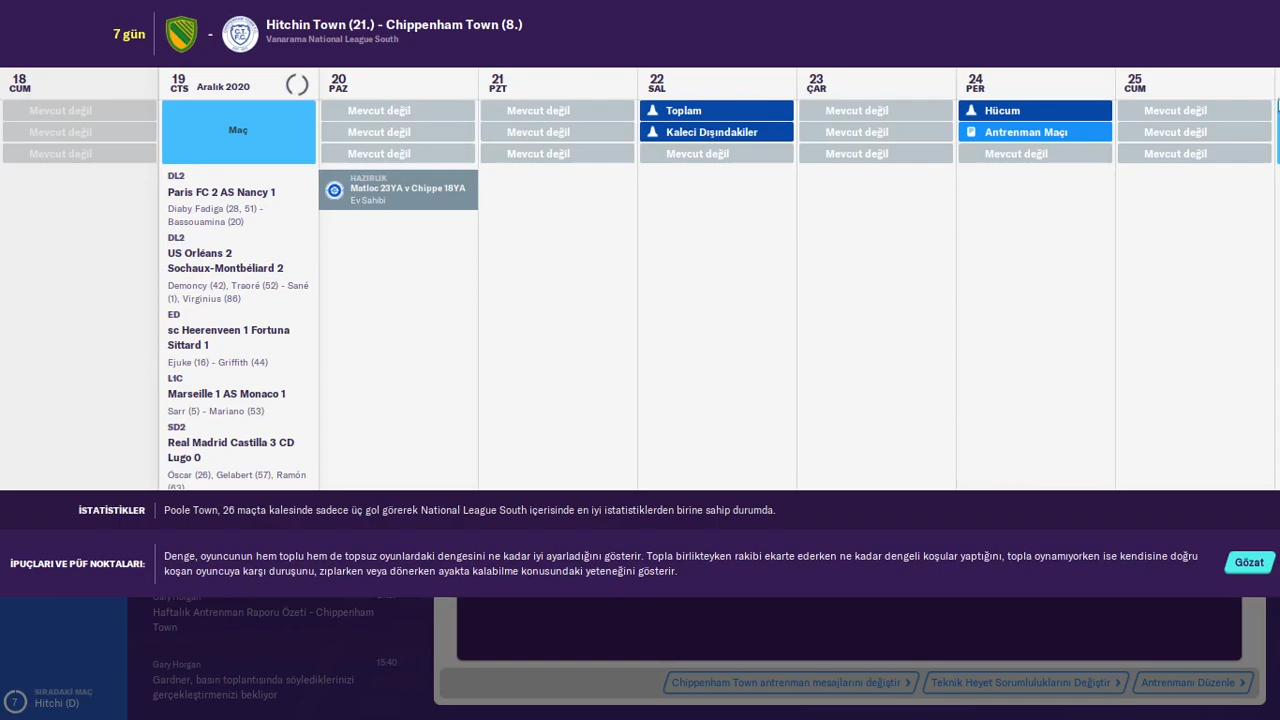 7 gün
-
Hitchin Town (21.) - Chippenham Town (8.)
Vanarama National League South
18
CUM
19
CTS
Aralık 2020
20
PAZ
21
PZT
22
SAL
23
ÇAR
24
PER
25
CUM
Mevcut değil
Mevcut değil
Mevcut değil
Maç
Mevcut değil
Mevcut değil
Mevcut değil
Mevcut değil
Mevcut değil
Mevcut değil
Toplam
Kaleci Dışındakiler
Mevcut değil
Mevcut değil
Mevcut değil
Mevcut değil
Hücum
Antrenman Maçı
Mevcut değil
Mevcut değil
Mevcut değil
Mevcut değil
DL2
Paris FC 2 AS Nancy 1
Diaby Fadiga (28, 51) -
Bassouamina (20)
DL2
US Orléans 2
Sochaux-Montbéliard 2
Demoncy (42), Traoré (52) - Sané
(1), Virginius (86)
ED
sc Heerenveen 1 Fortuna
Sittard 1
Ejuke (16) - Griffith (44)
L1C
Marseille 1 AS Monaco 1
Sarr (5) - Mariano (53)
SD2
Real Madrid Castilla 3 CD
Lugo 0
Óscar (26), Gelabert (57), Ramón
(63)
HAZIRLIK
Matloc 23YA v Chippe 18YA
Ev Sahibi
İSTATİSTİKLER
Poole Town, 26 maçta kalesinde sadece üç gol görerek National League South içerisinde en iyi istatistiklerden birine sahip durumda.
İPUÇLARI VE PÜF NOKTALARI:
Denge, oyuncunun hem toplu hem de topsuz oyunlardaki dengesini ne kadar iyi ayarladığını gösterir. Topla birlikteyken rakibi ekarte ederken ne kadar dengeli koşular yaptığını, topla oynamıyorken ise kendisine doğru
koşan oyuncuya karşı duruşunu, zıplarken veya dönerken ayakta kalabilme konusundaki yeteneğini gösterir.
Gözat
Gary Horgan
Haftalık Antrenman Raporu Özeti - Chippenham
Town
Gary Horgan
15:40
Gardner, basın toplantısında söylediklerinizi
gerçekleştirmenizi bekliyor
7
SIRADAKİ MAÇ
Hitchi (D)
Chippenham Town antrenman mesajlarını değiştir
Teknik Heyet Sorumluluklarını Değiştir
Antrenmanı Düzenle